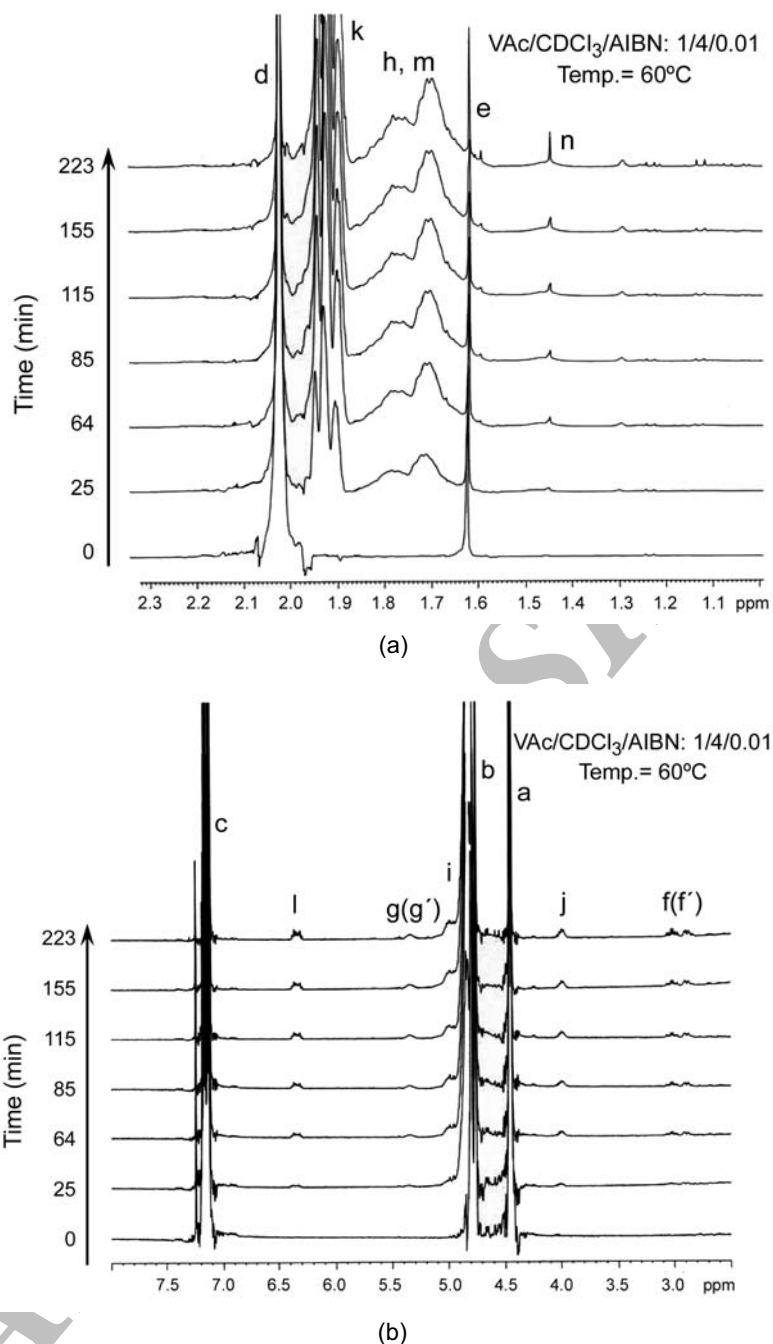 VAc/CDCl₃/AIBN: 1/4/0.01
Temp.= 60ºC
d
k
h, m
e
n
Time (min)
223
155
115
85
64
25
0
2.3 2.2 2.1 2.0 1.9 1.8 1.7 1.6 1.5 1.4 1.3 1.2 1.1 ppm
(a)
VAc/CDCl₃/AIBN: 1/4/0.01
Temp.= 60ºC
c
l
g(g´)
i
b
a
j
f(f´)
Time (min)
223
155
115
85
64
25
0
7.5 7.0 6.5 6.0 5.5 5.0 4.5 4.0 3.5 3.0 ppm
(b)